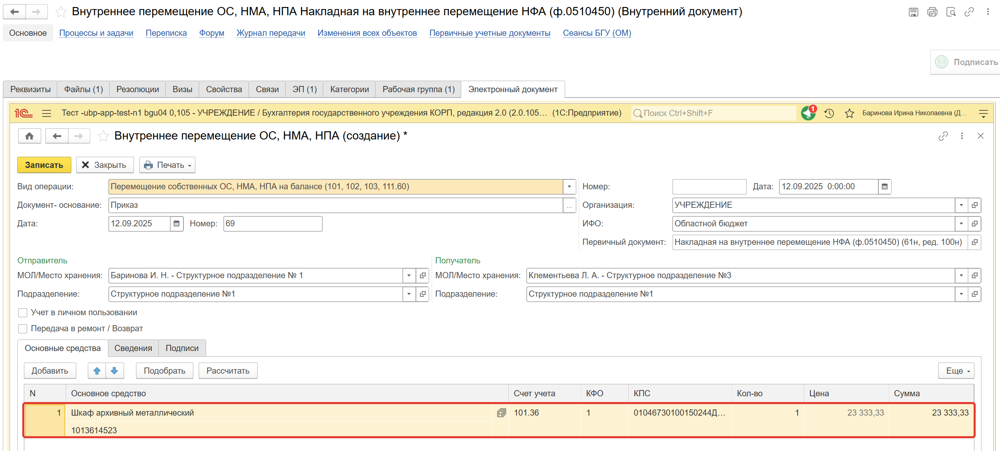 Внутреннее перемещение ОС, НМА, НПА Накладная на внутреннее перемещение НФА (ф.0510450) (Внутренний документ)
Основное Процессы и задачи Переписка Форум Журнал передачи Изменения всех объектов Первичные учетные документы Сеансы БГУ (ОМ)
Подписать
Реквизиты Файлы (1) Резолюции Визы Свойства Связи ЭП (1) Категории Рабочая группа (1) Электронный документ
1С Тест -ubp-app-test-n1 bgu04 0,105 - УЧРЕЖДЕНИЕ / Бухгалтерия государственного учреждения КОРП, редакция 2.0 (2.0.105... (1С:Предприятие) Поиск Ctrl+Shift+F 1 Баринова Ирина Николаевна (Д...
Внутреннее перемещение ОС, НМА, НПА (создание) *
Записать Закрыть Печать
Вид операции: Перемещение собственных ОС, НМА, НПА на балансе (101, 102, 103, 111.60) Номер: Дата: 12.09.2025 0:00:00
Документ- основание: Приказ ... Организация: УЧРЕЖДЕНИЕ
Дата: 12.09.2025 Номер: 69 ИФО: Областной бюджет
Первичный документ: Накладная на внутреннее перемещение НФА (ф.0510450) (61н, ред. 100н)
Отправитель Получатель
МОЛ/Место хранения: Баринова И. Н. - Структурное подразделение № 1 МОЛ/Место хранения: Клементьева Л. А. - Структурное подразделение №3
Подразделение: Структурное подразделение №1 Подразделение: Структурное подразделение №1
Учет в личном пользовании
Передача в ремонт / Возврат
Основные средства Сведения Подписи
Добавить Подобрать Рассчитать Еще
N Основное средство Счет учета КФО КПС Кол-во Цена Сумма
1 Шкаф архивный металлический 101.36 1 01046730100150244Д... 1 23 333,33 23 333,33
1013614523